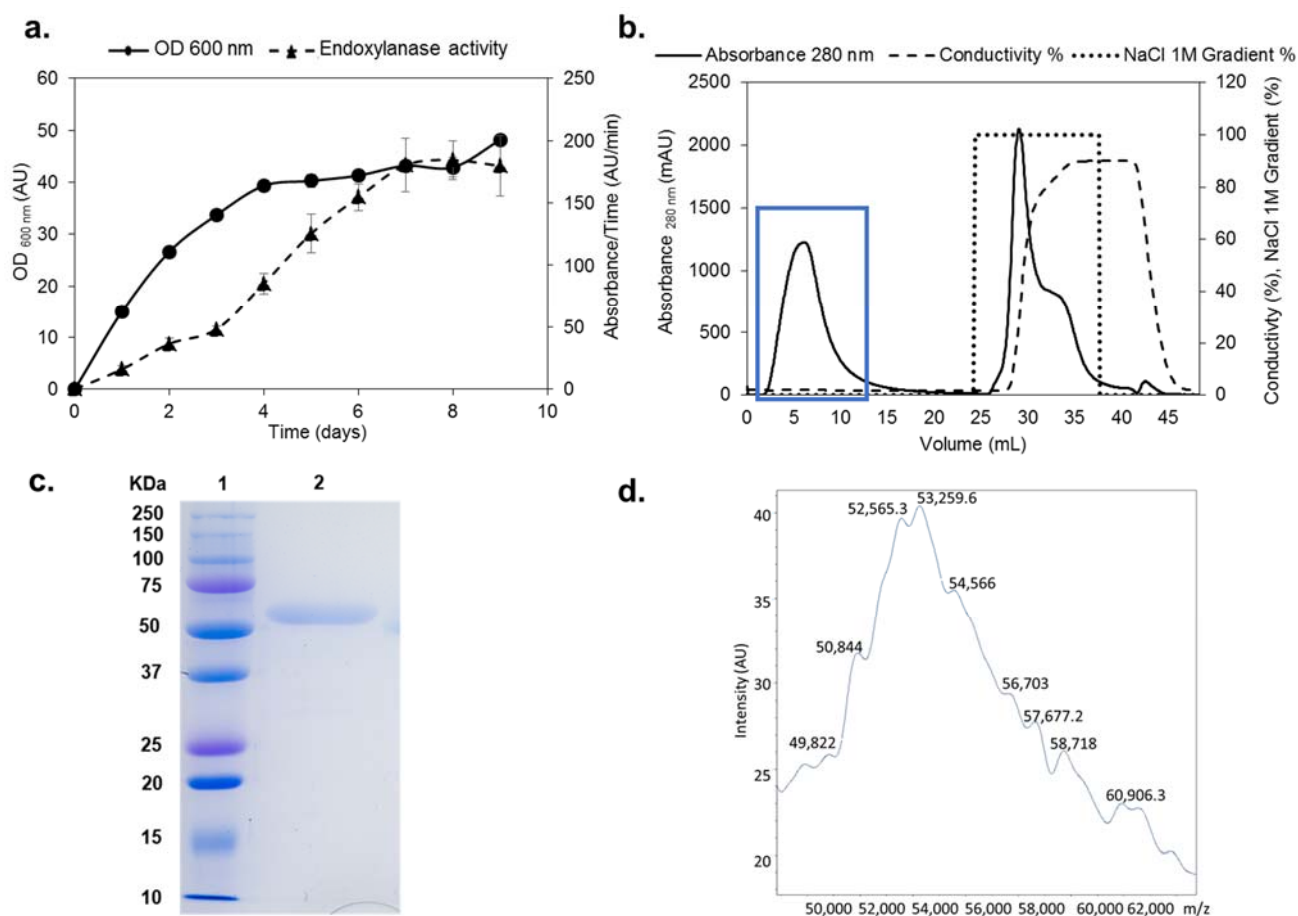 a.
OD 600 nm Endoxylanase activity
60 50 40 30 20 10 0
OD 600 nm (AU)
250 200 150 100 50 0
Absorbance/Time (AU/min)
0 2 4 6 8 10
Time (days)
b.
Absorbance 280 nm Conductivity % NaCl 1M Gradient %
2500 2000 1500 1000 500 0
Absorbance 280 nm (mAU)
120 100 80 60 40 20 0
Conductivity (%), NaCl 1M Gradient (%)
0 5 10 15 20 25 30 35 40 45
Volume (mL)
c.
KDa 1 2
250
150
100
75
50
37
25
20
15
10
d.
40
35
30
25
20
Intensity (AU)
52,565.3 53,259.6
54,566
50,844
56,703
57,677.2
49,822
58,718
60,906.3
50,000 52,000 54,000 56,000 58,000 60,000 62,000 m/z